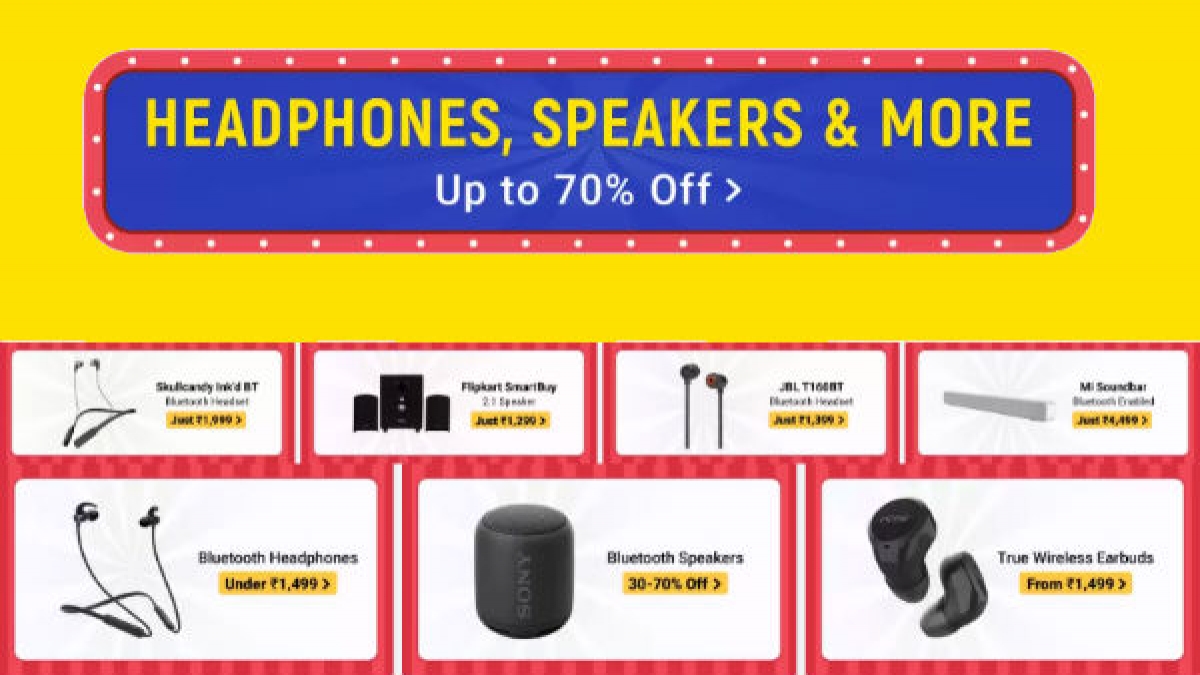 HEADPHONES, SPEAKERS & MORE
Up to 70% Off >
Skullcandy Ink'd BT
Bluetooth Headset
Just ₹1,999 >
Flipkart SmartBuy
2.1 Speaker
Just ₹1,299 >
JBL T160BT
Bluetooth Headset
Just ₹1,399 >
Mi Soundbar
Bluetooth Enabled
Just ₹4,499 >
Bluetooth Headphones
Under ₹1,499 >
SONY
Bluetooth Speakers
30-70% Off >
True Wireless Earbuds
From ₹1,499 >